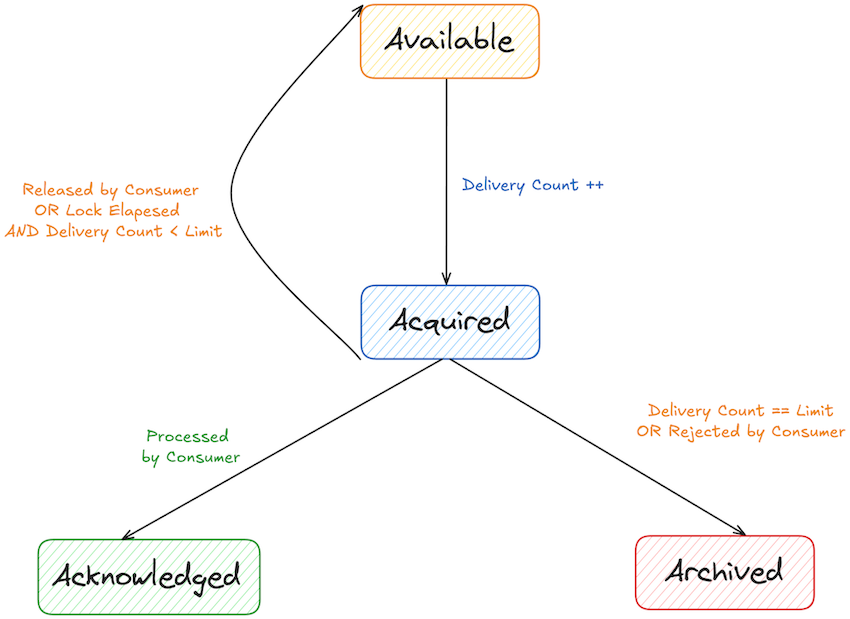 Available
Delivery Count ++
Released by Consumer
OR Lock Elapesed
AND Delivery Count < Limit
Acquired
Delivery Count == Limit
OR Rejected by Consumer
Processed
by Consumer
Acknowledged
Archived